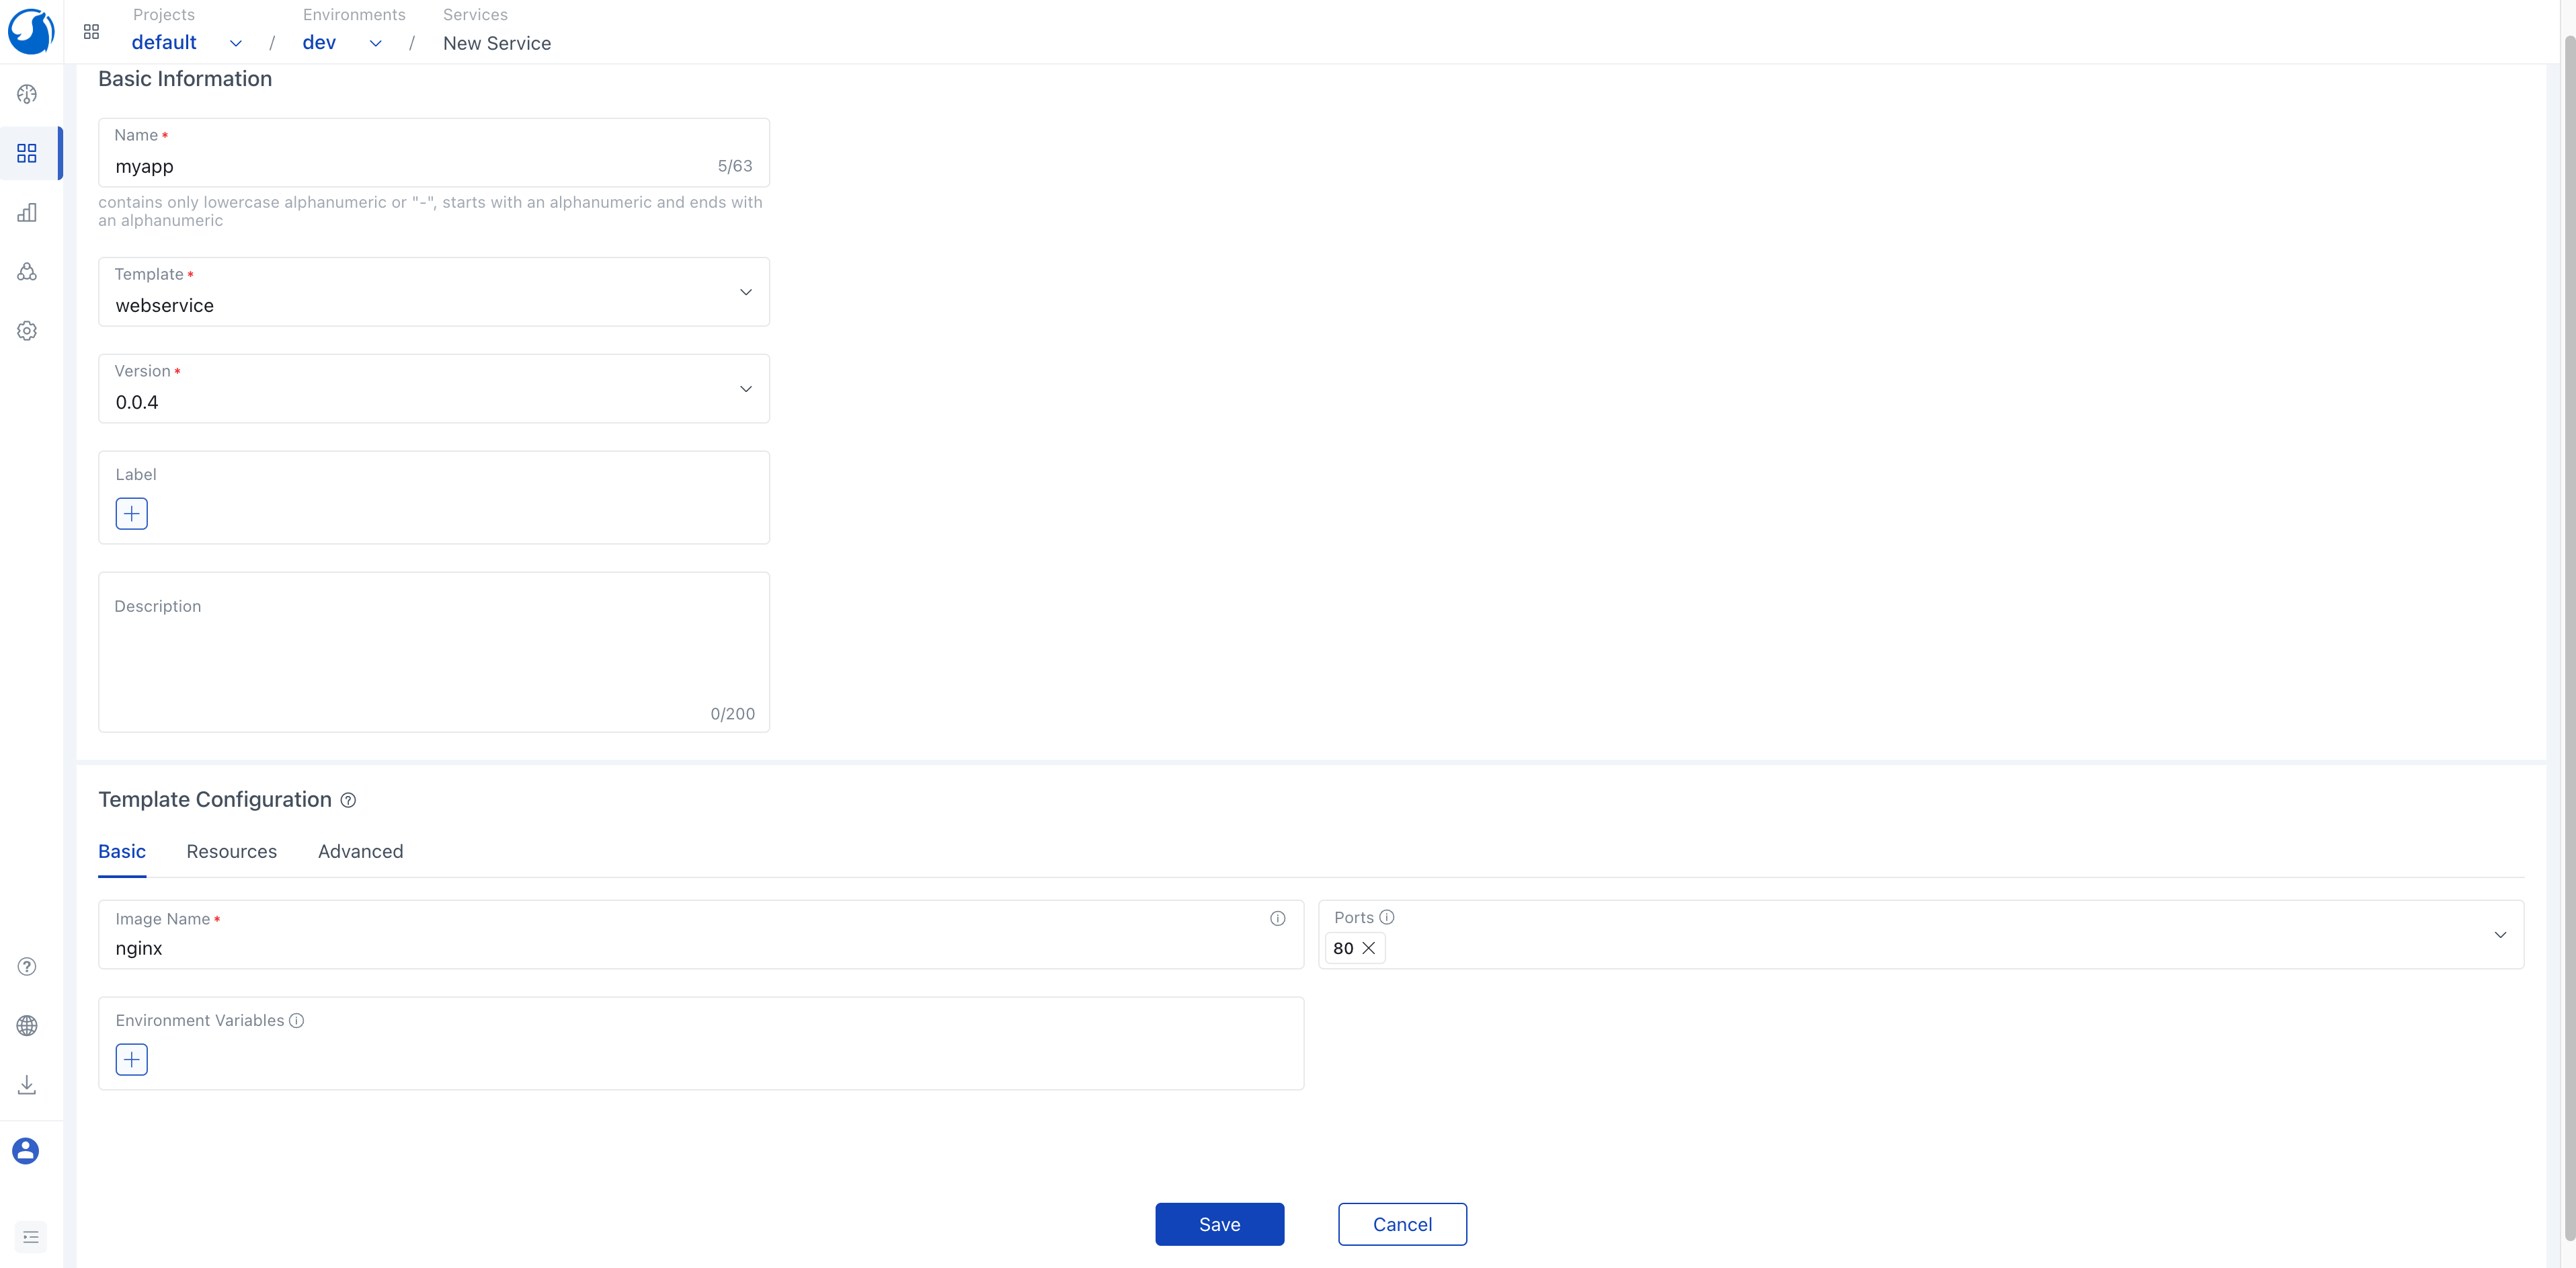 Projects
default
/
Environments
dev
/
Services
New Service
Basic Information
Name *
myapp
5/63
contains only lowercase alphanumeric or "-", starts with an alphanumeric and ends with
an alphanumeric
Template *
webservice
Version *
0.0.4
Label
Description
0/200
Template Configuration
Basic
Resources
Advanced
Image Name *
nginx
Ports
80
Environment Variables
Save
Cancel